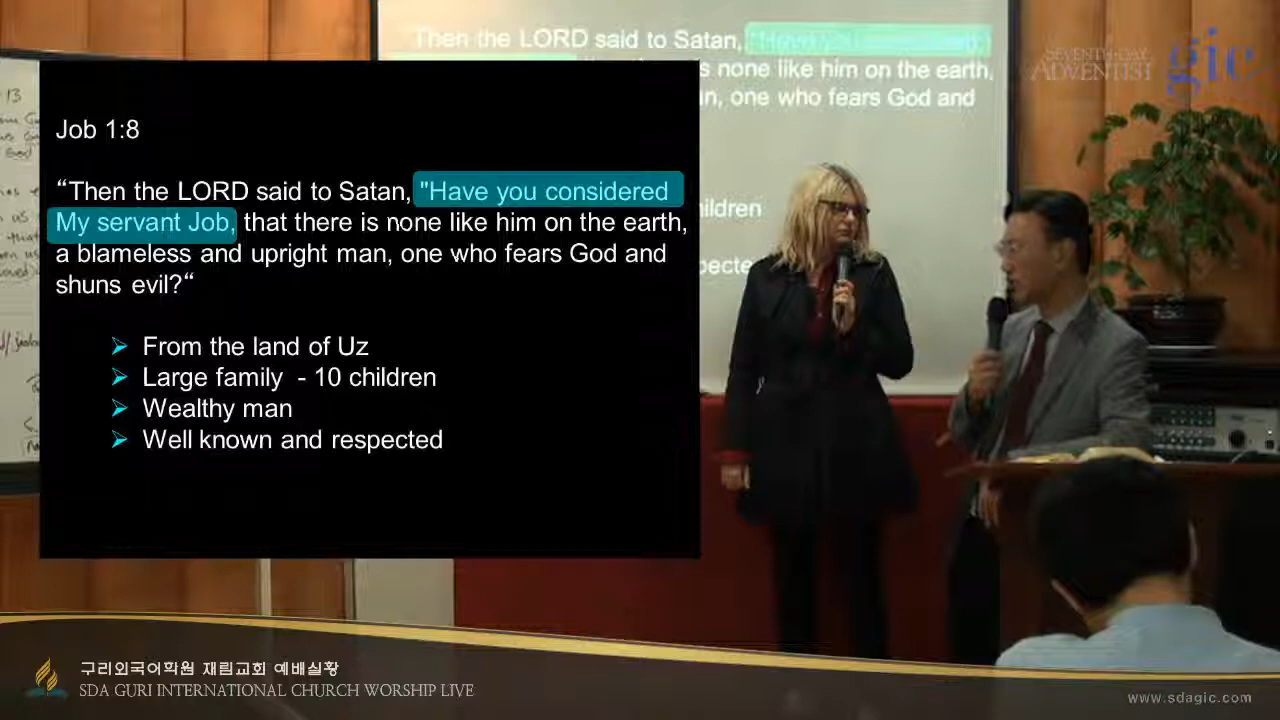 Then the LORD said to Satan, "Have you considered,
s none like him on the earth,
n, one who fears God and
ildren
pecte
SEVENTH-DAY
ADVENTIST
gic
Job 1:8
“Then the LORD said to Satan, "Have you considered
My servant Job, that there is none like him on the earth,
a blameless and upright man, one who fears God and
shuns evil?“
From the land of Uz
Large family - 10 children
Wealthy man
Well known and respected
구리외국어학원 재림교회 예배실황
SDA GURI INTERNATIONAL CHURCH WORSHIP LIVE
www.sdagic.com